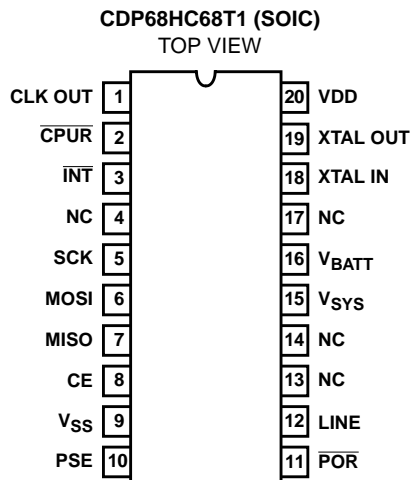 CDP68HC68T1 (SOIC)
TOP VIEW
CLK OUT 1 20 VDD
CPUR 2 19 XTAL OUT
INT 3 18 XTAL IN
NC 4 17 NC
SCK 5 16 VBATT
MOSI 6 15 VSYS
MISO 7 14 NC
CE 8 13 NC
VSS 9 12 LINE
PSE 10 11 POR